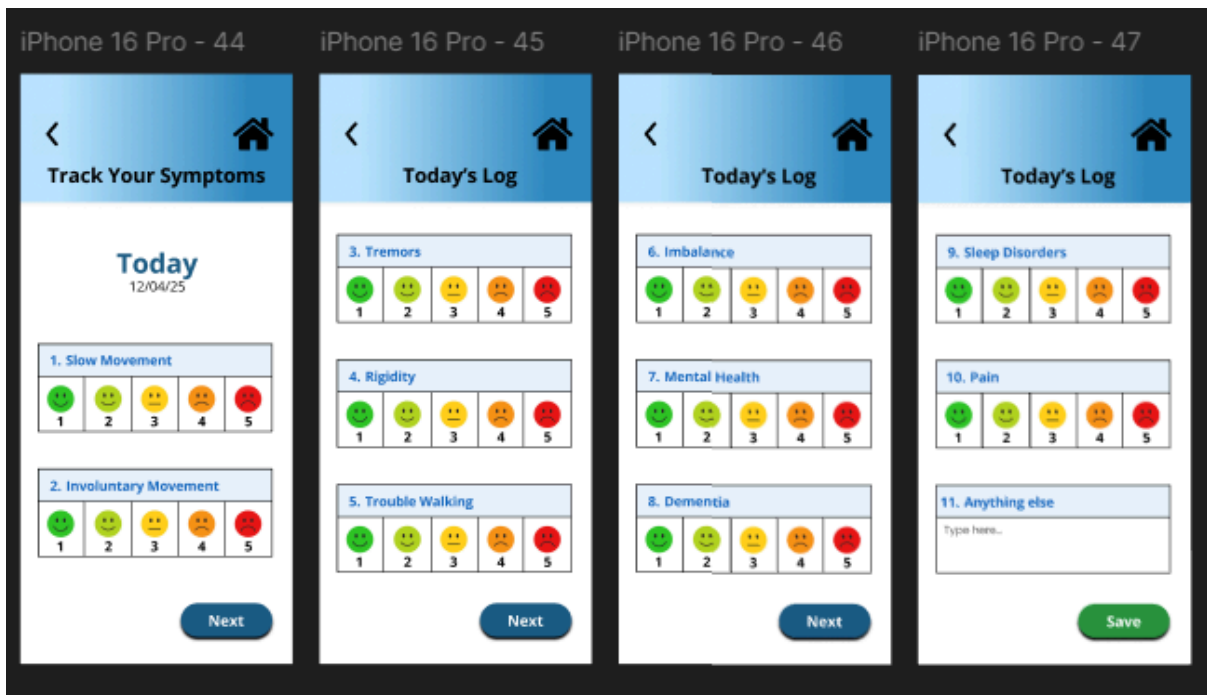 iPhone 16 Pro - 44
Track Your Symptoms
Today
12/04/25
1. Slow Movement
1 2 3 4 5
2. Involuntary Movement
1 2 3 4 5
Next
iPhone 16 Pro - 45
Today's Log
3. Tremors
1 2 3 4 5
4. Rigidity
1 2 3 4 5
5. Trouble Walking
1 2 3 4 5
Next
iPhone 16 Pro - 46
Today's Log
6. Imbalance
1 2 3 4 5
7. Mental Health
1 2 3 4 5
8. Dementia
1 2 3 4 5
Next
iPhone 16 Pro - 47
Today's Log
9. Sleep Disorders
1 2 3 4 5
10. Pain
1 2 3 4 5
11. Anything else
Type here...
Save